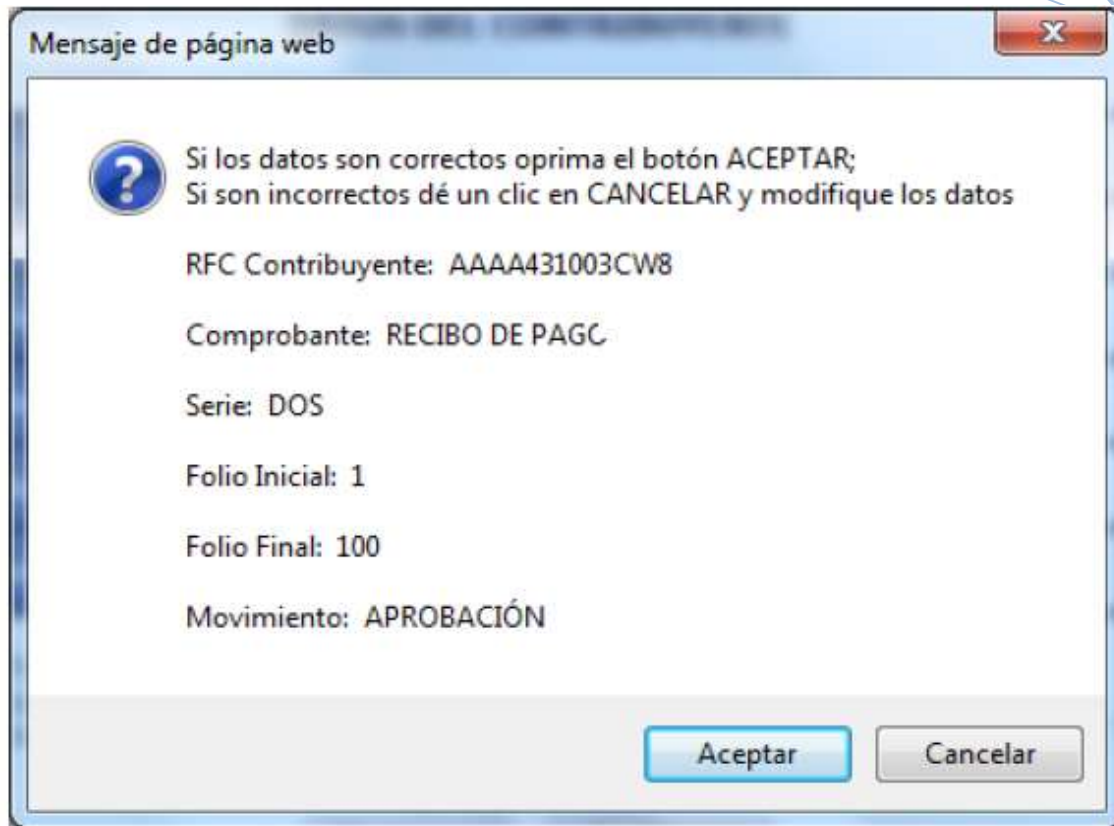 Mensaje de página web
Si los datos son correctos oprima el botón ACEPTAR;
Si son incorrectos dé un clic en CANCELAR y modifique los datos
RFC Contribuyente: AAAA431003CW8
Comprobante: RECIBO DE PAGO
Serie: DOS
Folio Inicial: 1
Folio Final: 100
Movimiento: APROBACIÓN
Aceptar Cancelar